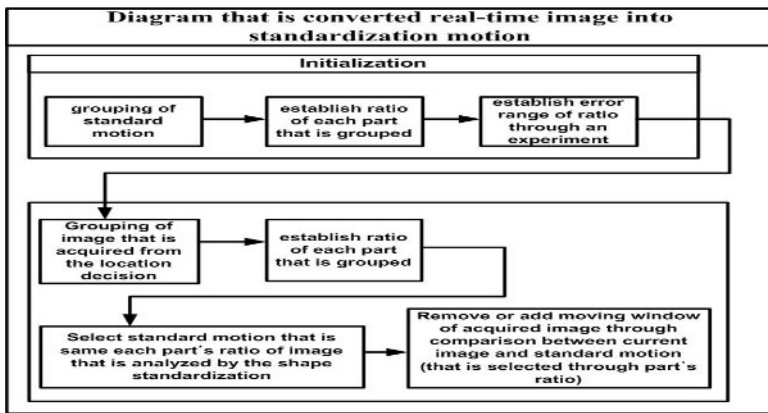 Diagram that is converted real-time image into
standardization motion
Initialization
grouping of
standard motion
establish ratio
of each part
that is grouped
establish error
range of ratio
through an
experiment
Grouping of
image that is
acquired from
the location
decision
establish ratio
of each part
that is grouped
Select standard motion that is
same each part's ratio of image
that is analyzed by the shape
standardization
Remove or add moving window
of acquired image through
comparison between current
image and standard motion
(that is selected through part's
ratio)